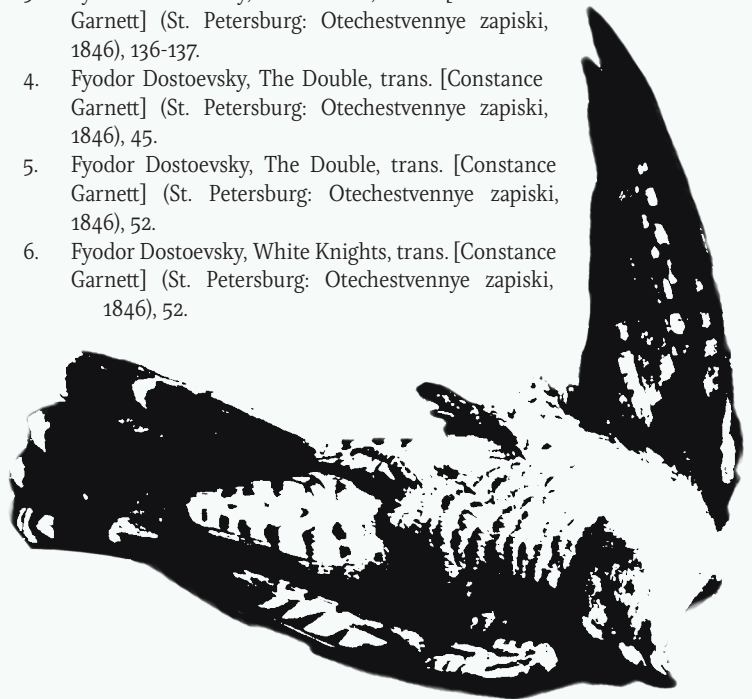 Garnett] (St. Petersburg: Otechestvennye zapiski,
1846), 136-137.
4. Fyodor Dostoevsky, The Double, trans. [Constance
Garnett] (St. Petersburg: Otechestvennye zapiski,
1846), 45.
5. Fyodor Dostoevsky, The Double, trans. [Constance
Garnett] (St. Petersburg: Otechestvennye zapiski,
1846), 52.
6. Fyodor Dostoevsky, White Knights, trans. [Constance
Garnett] (St. Petersburg: Otechestvennye zapiski,
1846), 52.